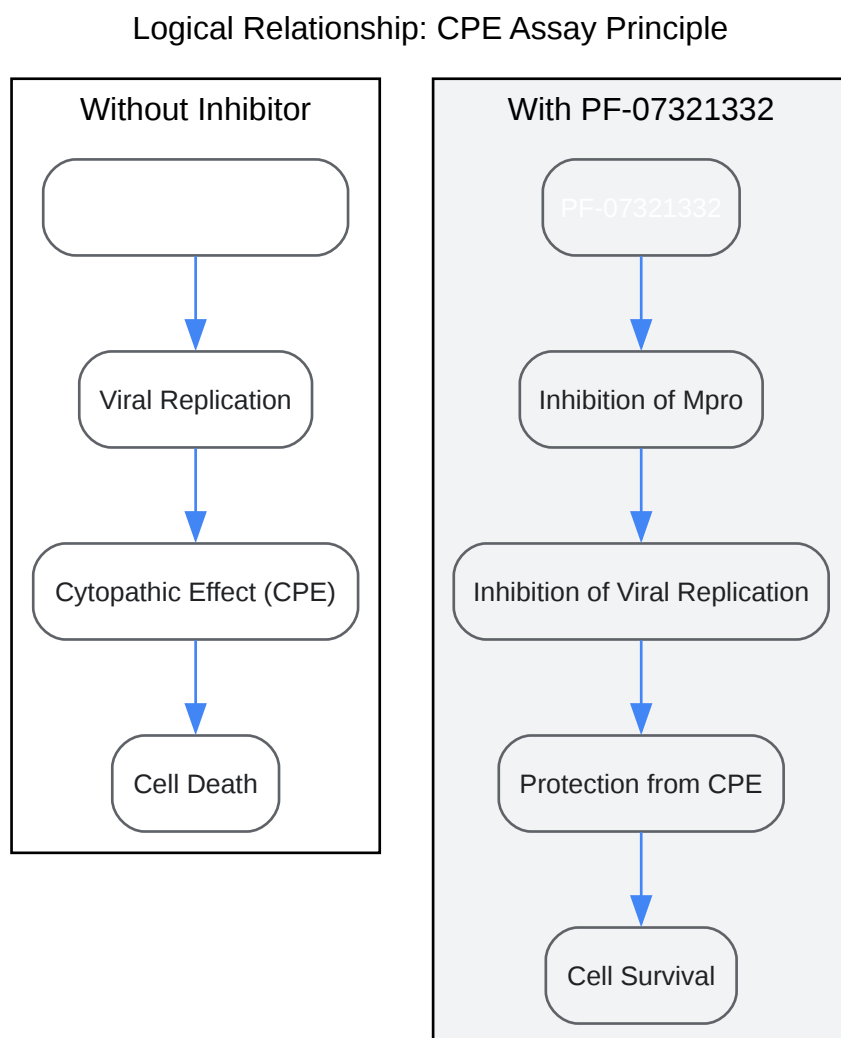 Logical Relationship: CPE Assay Principle
Without Inhibitor
Viral Replication
Cytopathic Effect (CPE)
Cell Death
With PF-07321332
PF-07321332
Inhibition of Mpro
Inhibition of Viral Replication
Protection from CPE
Cell Survival